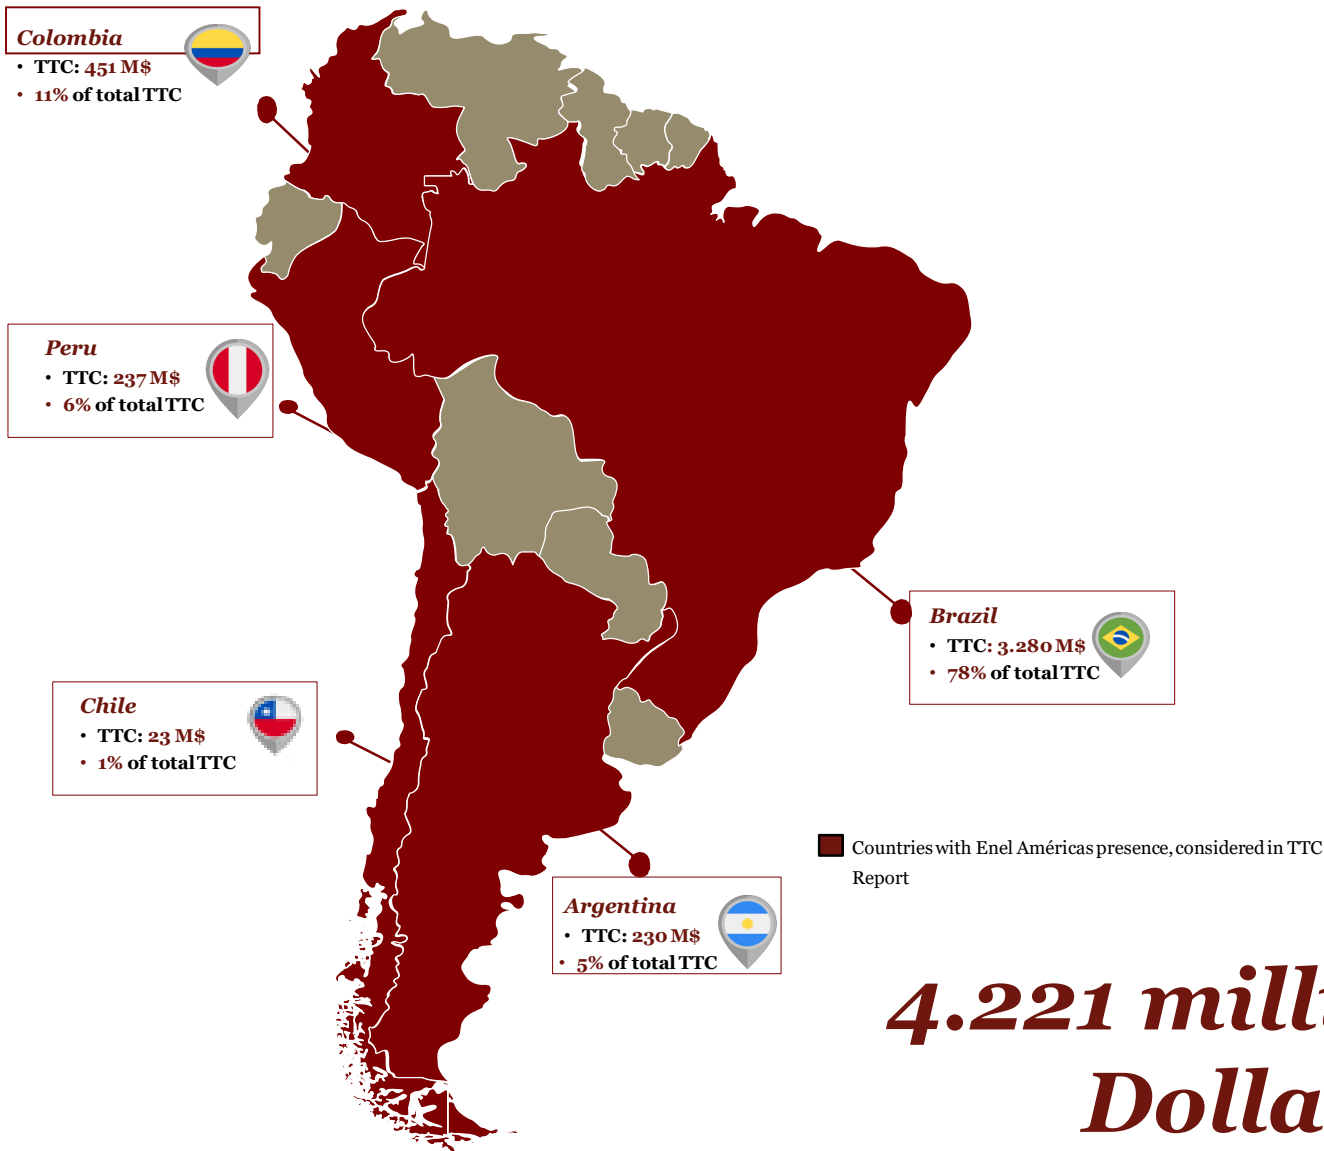 Colombia
• TTC: 451 M$
• 11% of total TTC
Peru
• TTC: 237 M$
• 6% of total TTC
Brazil
• TTC: 3.280 M$
• 78% of total TTC
Chile
• TTC: 23 M$
• 1% of total TTC
Countries with Enel Américas presence, considered in TTC
Report
Argentina
• TTC: 230 M$
• 5% of total TTC
4.221